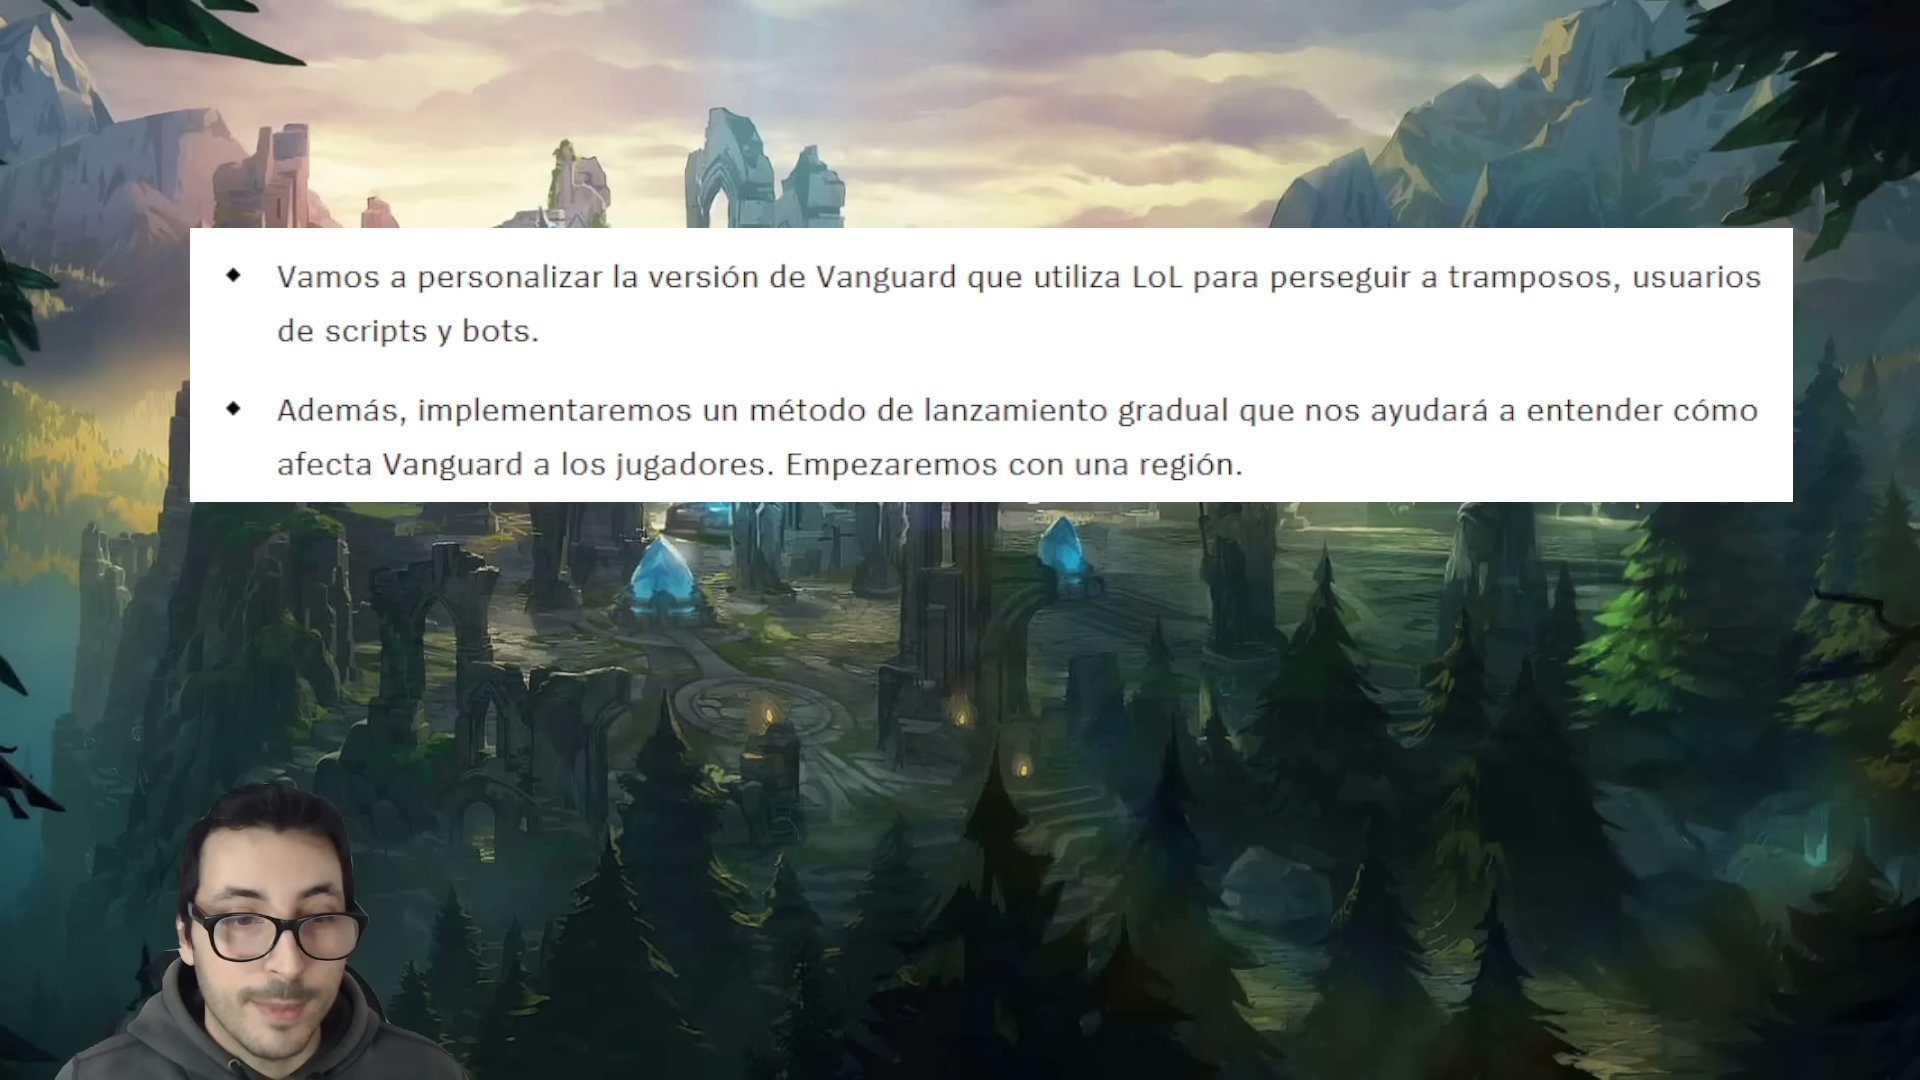 Vamos a personalizar la versión de Vanguard que utiliza LoL para perseguir a tramposos, usuarios
de scripts y bots.
Además, implementaremos un método de lanzamiento gradual que nos ayudará a entender cómo
afecta Vanguard a los jugadores. Empezaremos con una región.